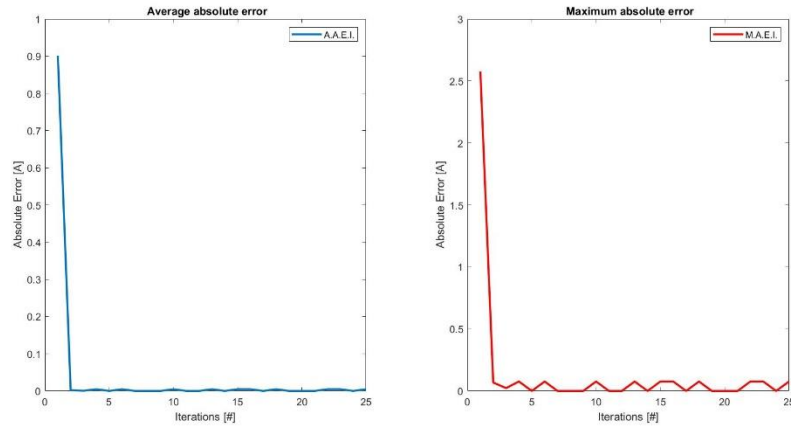 Average absolute error
A.A.E.I.
Absolute Error [A]
1
0.9
0.8
0.7
0.6
0.5
0.4
0.3
0.2
0.1
0
0 5 10 15 20 25
Iterations [#]
Maximum absolute error
M.A.E.I.
Absolute Error [A]
3
2.5
2
1.5
1
0.5
0
0 5 10 15 20 25
Iterations [#]